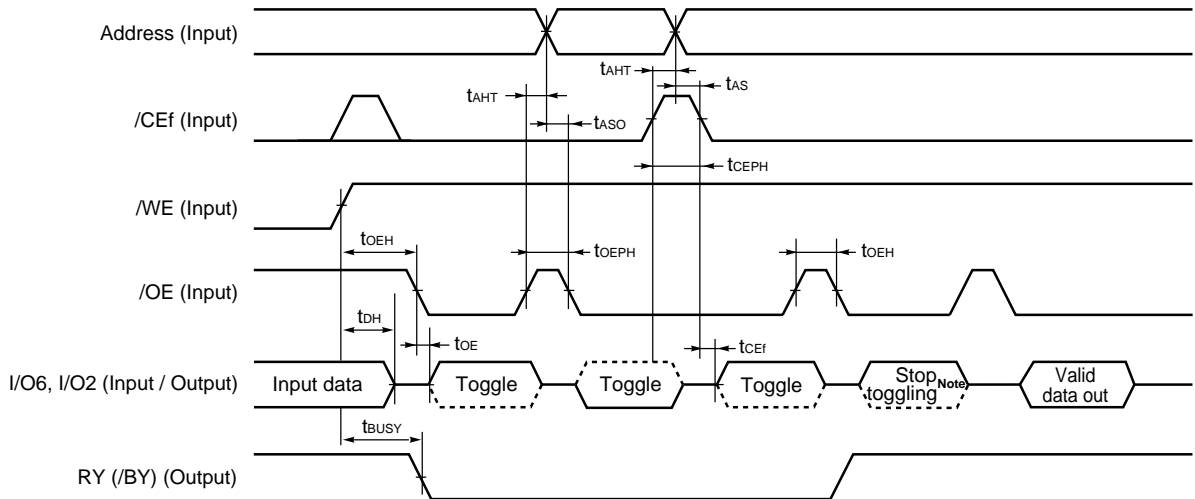 Address (Input)
tAHT
tAS
tAHT
/CEf (Input)
tASO
tCEPH
/WE (Input)
tOEH
tOEPH
tOEH
/OE (Input)
tDH
tOE
tCEf
I/O6, I/O2 (Input / Output)
Input data
Toggle
Toggle
Toggle
Stop Note
toggling
Valid
data out
tBUSY
RY (/BY) (Output)